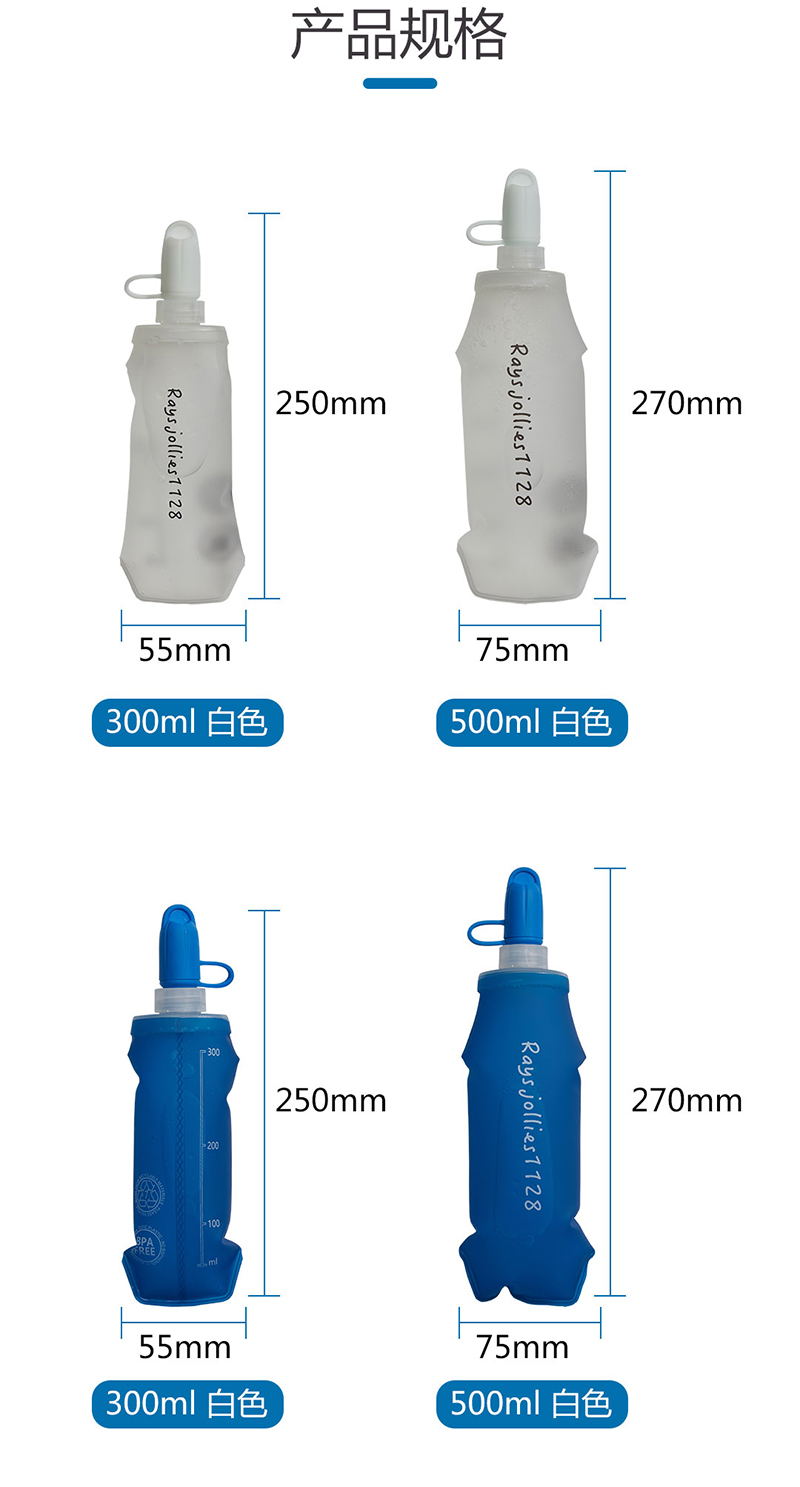 产品规格
250mm
270mm
Raysjollies1128
Raysjollies1128
55mm
75mm
300ml 白色
500ml 白色
300
200
100
ml
BPA
FREE
Raysjollies1128
250mm
270mm
55mm
75mm
300ml 白色
500ml 白色